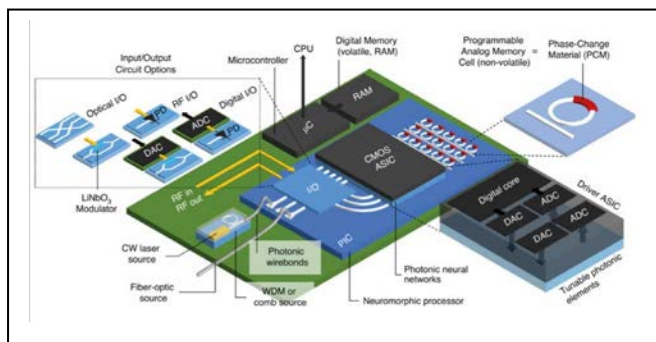 Input/Output
Circuit Options
Optical I/O
RF I/O
Digital I/O
PD
ADC
PD
DAC
LiNbO3
Modulator
CPU
Microcontroller
Digital Memory
(volatile, RAM)
Programmable
Analog Memory =
Cell (non-volatile)
Phase-Change
Material (PCM)
RAM
µC
CMOS
ASIC
I/O
RF in
RF out
PIC
Driver ASIC
Digital core
ADC
DAC
ADC
DAC
Tunable photonic
elements
CW laser
source
Photonic
wirebonds
Fiber-optic
source
WDM or
comb source
Photonic neural
networks
Neuromorphic processor